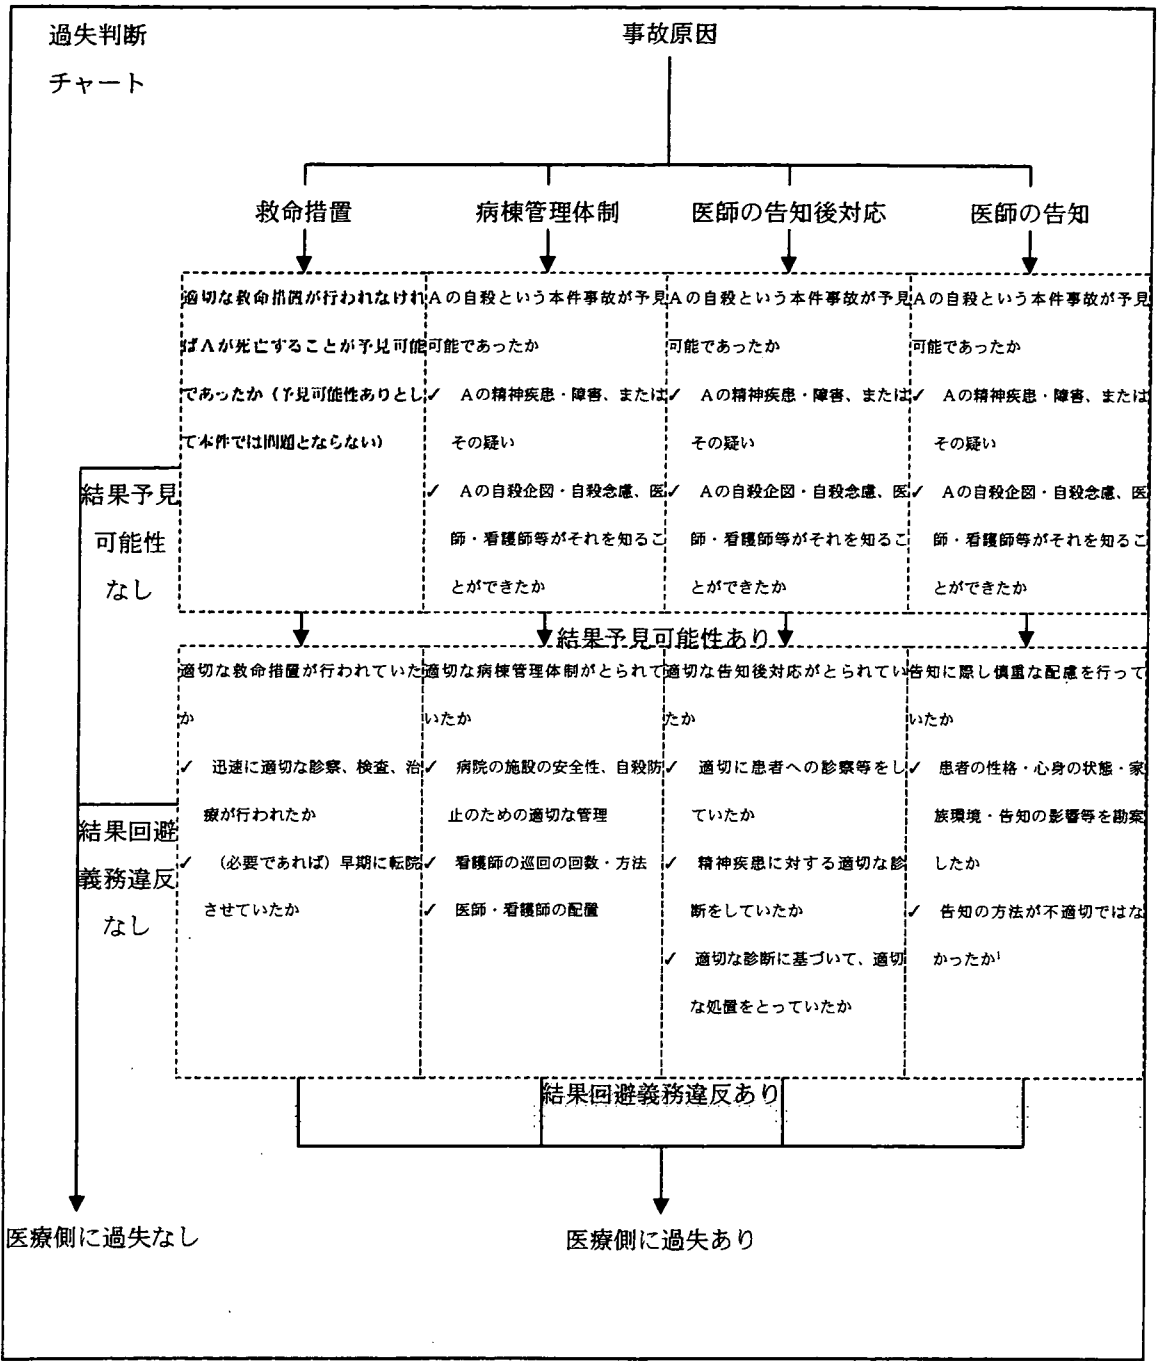 過失判断
チャート
事故原因
救命措置
病棟管理体制
医師の告知後対応
医師の告知
適切な救命措置が行われなけれ
ばAが死亡することが予見可能
であったか（予見可能性ありとし
て本件では問題とならない）
Aの自殺という本件事故が予見
可能であったか
✓ Aの精神疾患・障害、または
その疑い
✓ Aの自殺企図・自殺念慮、医
師・看護師等がそれを知るこ
とができたか
Aの自殺という本件事故が予見
可能であったか
✓ Aの精神疾患・障害、または
その疑い
✓ Aの自殺企図・自殺念慮、医
師・看護師等がそれを知るこ
とができたか
Aの自殺という本件事故が予見
可能であったか
✓ Aの精神疾患・障害、または
その疑い
✓ Aの自殺企図・自殺念慮、医
師・看護師等がそれを知るこ
とができたか
結果予見
可能性
なし
結果予見可能性あり
適切な救命措置が行われていた
か
✓ 迅速に適切な診察、検査、治
療が行われたか
✓ （必要であれば）早期に転院
させていたか
適切な病棟管理体制がとられて
いたか
✓ 病院の施設の安全性、自殺防
止のための適切な管理
✓ 看護師の巡回の回数・方法
✓ 医師・看護師の配置
適切な告知後対応がとられてい
たか
✓ 適切に患者への診察等をし
ていたか
✓ 精神疾患に対する適切な診
断をしていたか
✓ 適切な診断に基づいて、適切
な処置をとっていたか
告知に際し慎重な配慮を行って
いたか
✓ 患者の性格・心身の状態・家
族環境・告知の影響等を勘案
したか
✓ 告知の方法が不適切ではな
かったか1
結果回避
義務違反
なし
結果回避義務違反あり
医療側に過失なし
医療側に過失あり